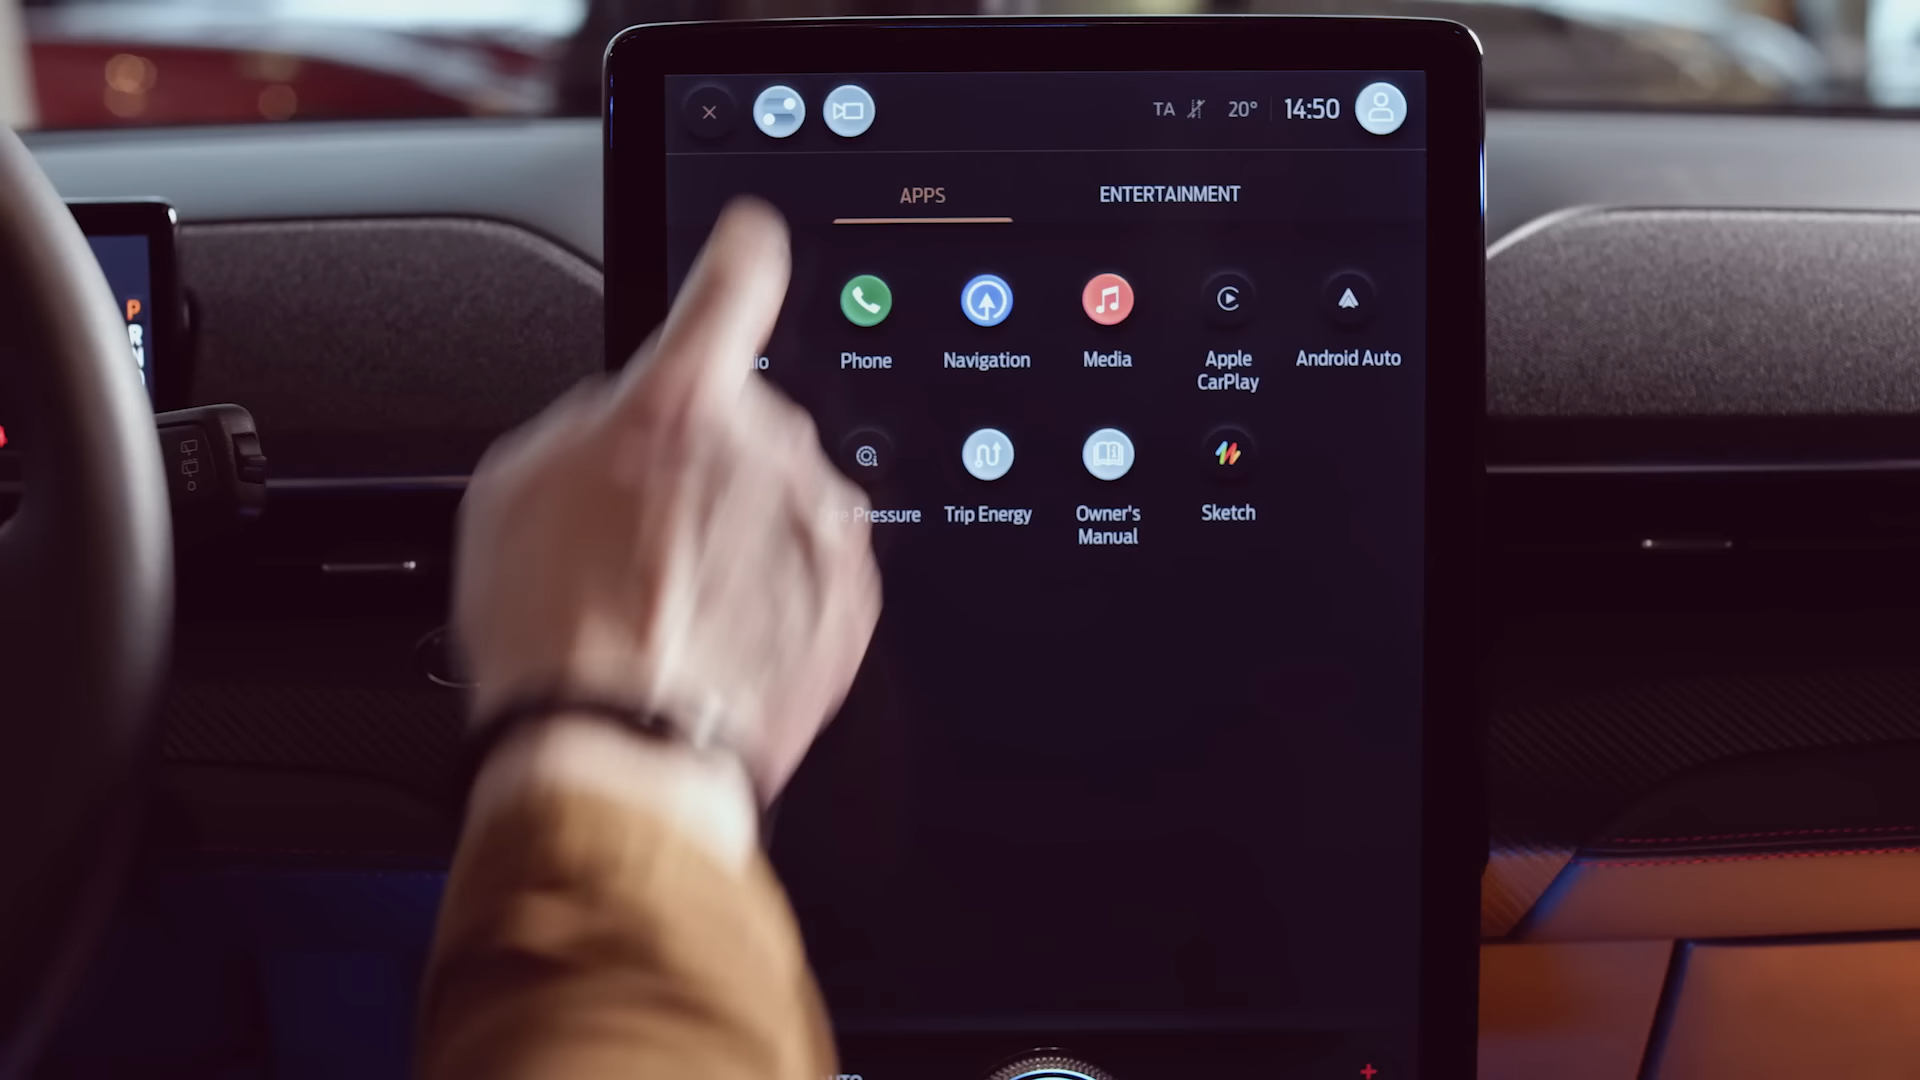 TA 20° 14:50
APPS ENTERTAINMENT
P
R
N
Phone Navigation Media Apple CarPlay Android Auto
Pressure Trip Energy Owner's Manual Sketch